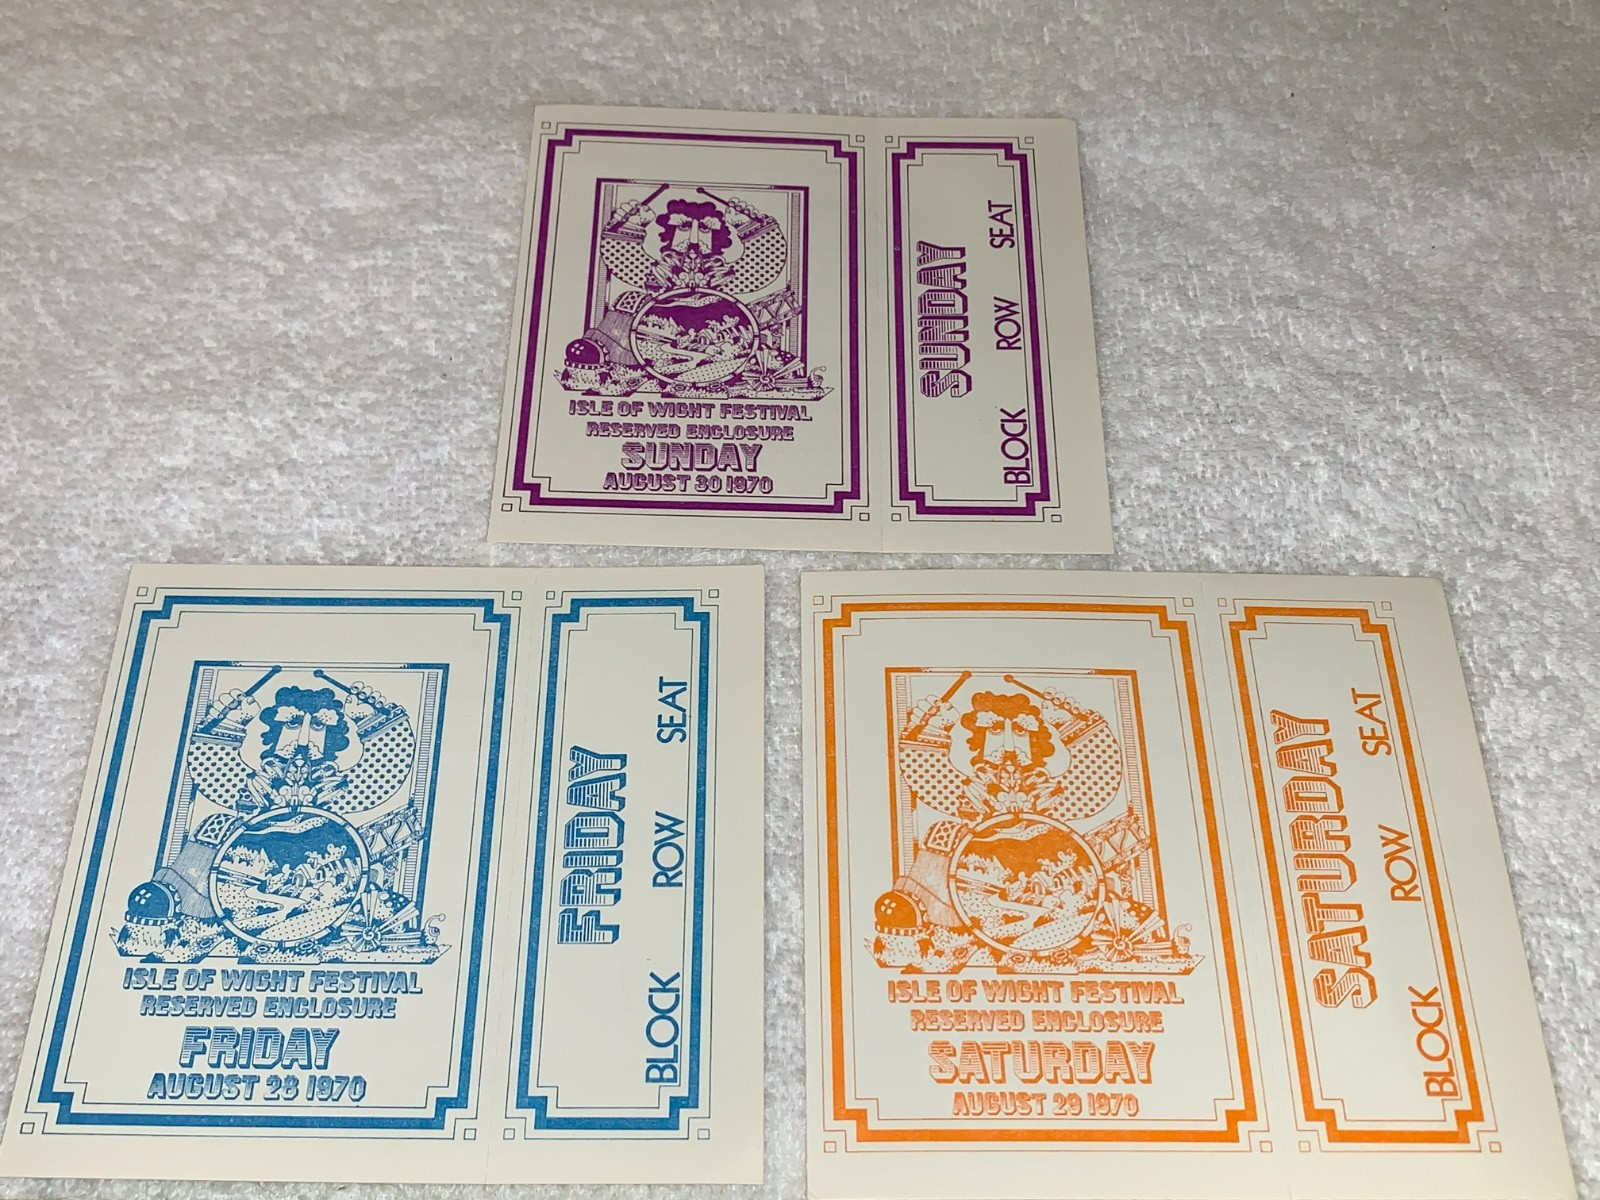 ISLE OF WIGHT FESTIVAL
RESERVED ENCLOSURE
SUNDAY
AUGUST 30 1970
SUNDAY
BLOCK ROW SEAT
ISLE OF WIGHT FESTIVAL
RESERVED ENCLOSURE
FRIDAY
AUGUST 28 1970
FRIDAY
BLOCK ROW SEAT
ISLE OF WIGHT FESTIVAL
RESERVED ENCLOSURE
SATURDAY
AUGUST 29 1970
SATURDAY
BLOCK ROW SEAT